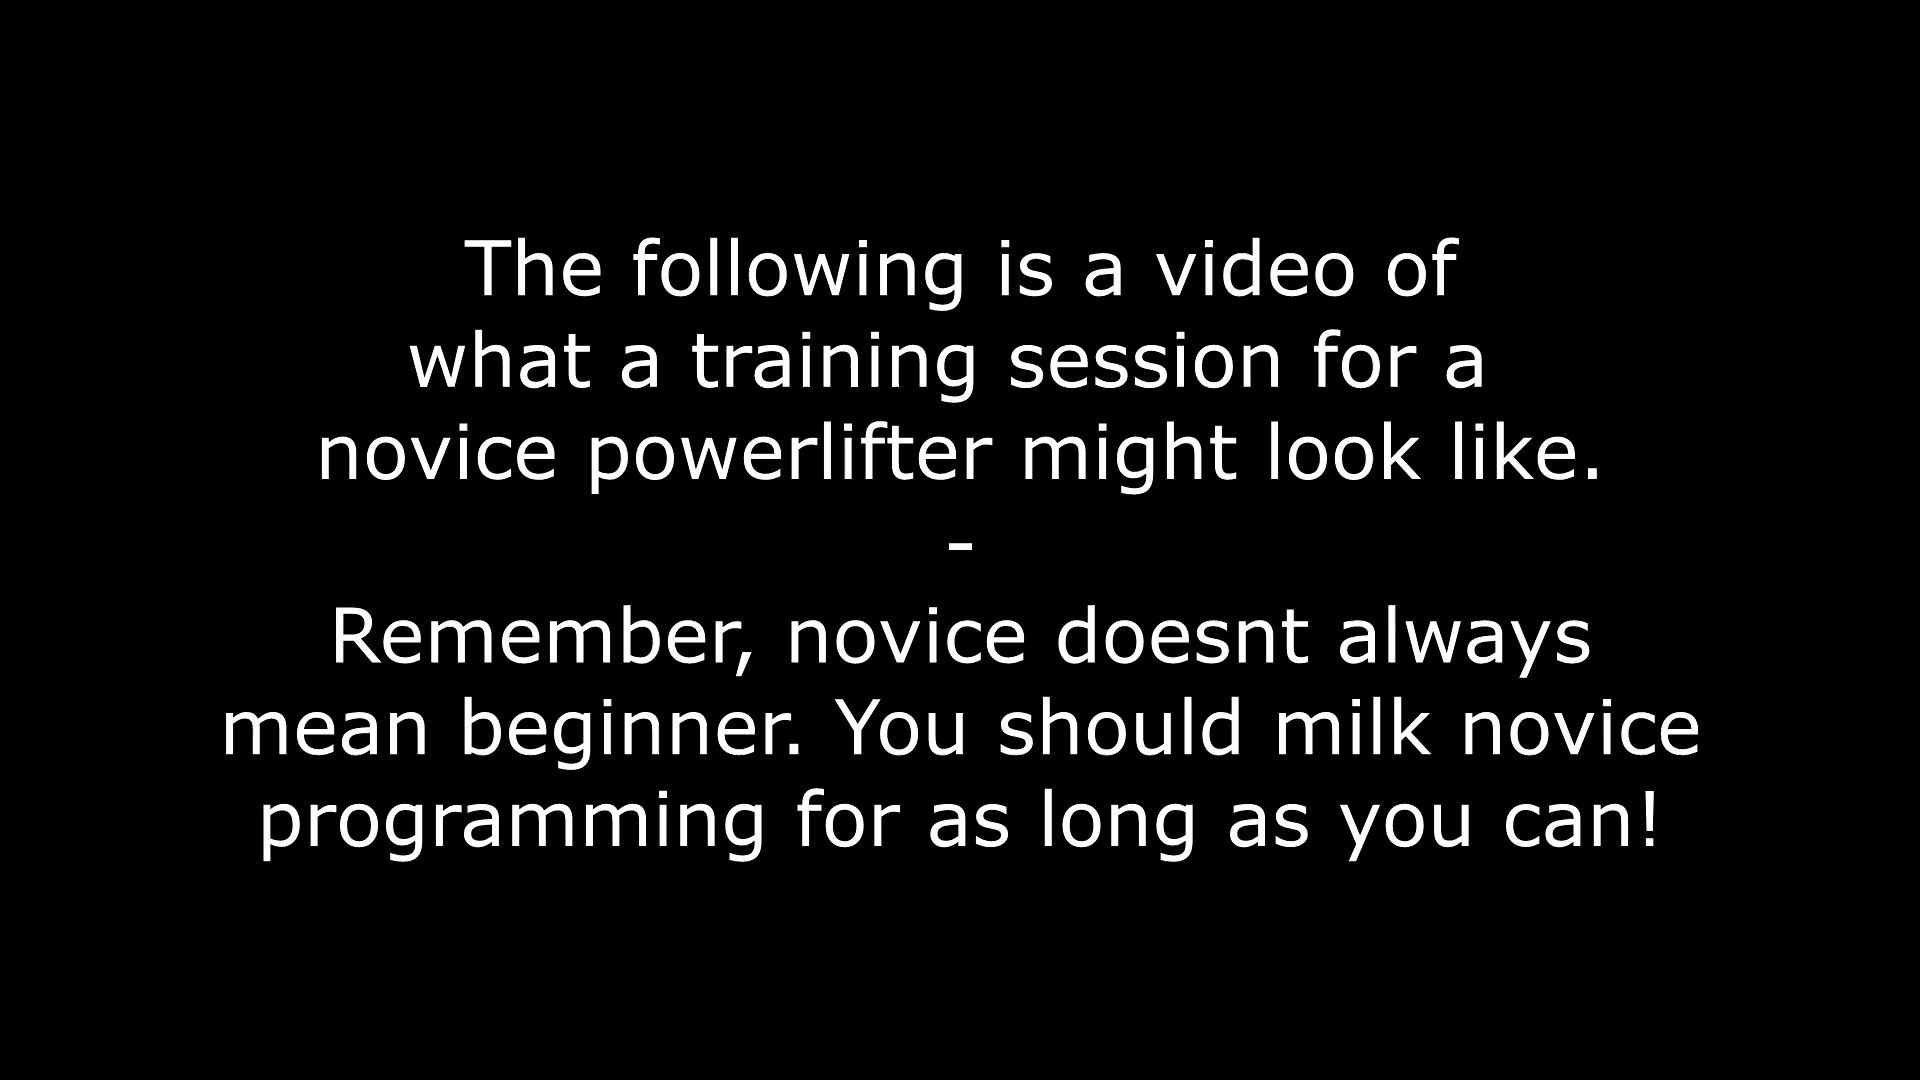 The following is a video of
what a training session for a
novice powerlifter might look like.
-
Remember, novice doesnt always
mean beginner. You should milk novice
programming for as long as you can!